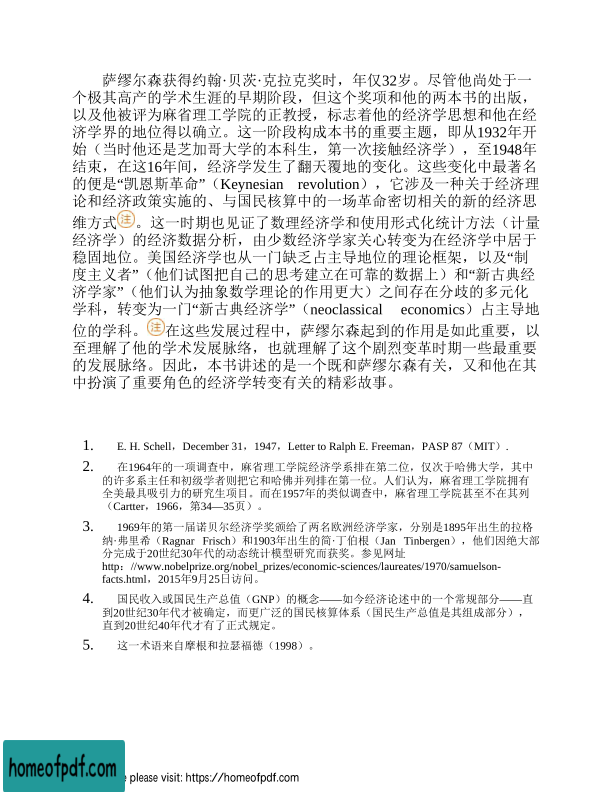 萨缪尔森获得约翰·贝茨·克拉克奖时，年仅32岁。尽管他尚处于一
个极其高产的学术生涯的早期阶段，但这个奖项和他的两本书的出版，
以及他被评为麻省理工学院的正教授，标志着他的经济学思想和他在经
济学界的地位得以确立。这一阶段构成本书的重要主题，即从1932年开
始（当时他还是芝加哥大学的本科生，第一次接触经济学），至1948年
结束，在这16年间，经济学发生了翻天覆地的变化。这些变化中最著名
的便是“凯恩斯革命”（Keynesian revolution），它涉及一种关于经济理
论和经济政策实施的、与国民核算中的一场革命密切相关的新的经济思
维方式注。这一时期也见证了数理经济学和使用形式化统计方法（计量
经济学）的经济数据分析，由少数经济学家关心转变为在经济学中居于
稳固地位。美国经济学也从一门缺乏占主导地位的理论框架，以及“制
度主义者”（他们试图把自己的思考建立在可靠的数据上）和“新古典经
济学家”（他们认为抽象数学理论的作用更大）之间存在分歧的多元化
学科，转变为一门“新古典经济学”（neoclassical economics）占主导地
位的学科。注在这些发展过程中，萨缪尔森起到的作用是如此重要，以
至理解了他的学术发展脉络，也就理解了这个剧烈变革时期一些最重要
的发展脉络。因此，本书讲述的是一个既和萨缪尔森有关，又和他在其
中扮演了重要角色的经济学转变有关的精彩故事。
1. E. H. Schell，December 31，1947，Letter to Ralph E. Freeman，PASP 87（MIT）.
2. 在1964年的一项调查中，麻省理工学院经济学系排在第二位，仅次于哈佛大学，其中
的许多系主任和初级学者则把它和哈佛并列排在第一位。人们认为，麻省理工学院拥有
全美最具吸引力的研究生项目。而在1957年的类似调查中，麻省理工学院甚至不在其列
（Cartter，1966，第34—35页）。
3. 1969年的第一届诺贝尔经济学奖颁给了两名欧洲经济学家，分别是1895年出生的拉格
纳·弗里希（Ragnar Frisch）和1903年出生的简·丁伯根（Jan Tinbergen），他们因绝大部
分完成于20世纪30年代的动态统计模型研究而获奖。参见网址
http：//www.nobelprize.org/nobel_prizes/economic-sciences/laureates/1970/samuelson-
facts.html，2015年9月25日访问。
4. 国民收入或国民生产总值（GNP）的概念——如今经济论述中的一个常规部分——直
到20世纪30年代才被确定，而更广泛的国民核算体系（国民生产总值是其组成部分），
直到20世纪40年代才有了正式规定。
5. 这一术语来自摩根和拉瑟福德（1998）。
homeofpdf.com
please visit: https://homeofpdf.com